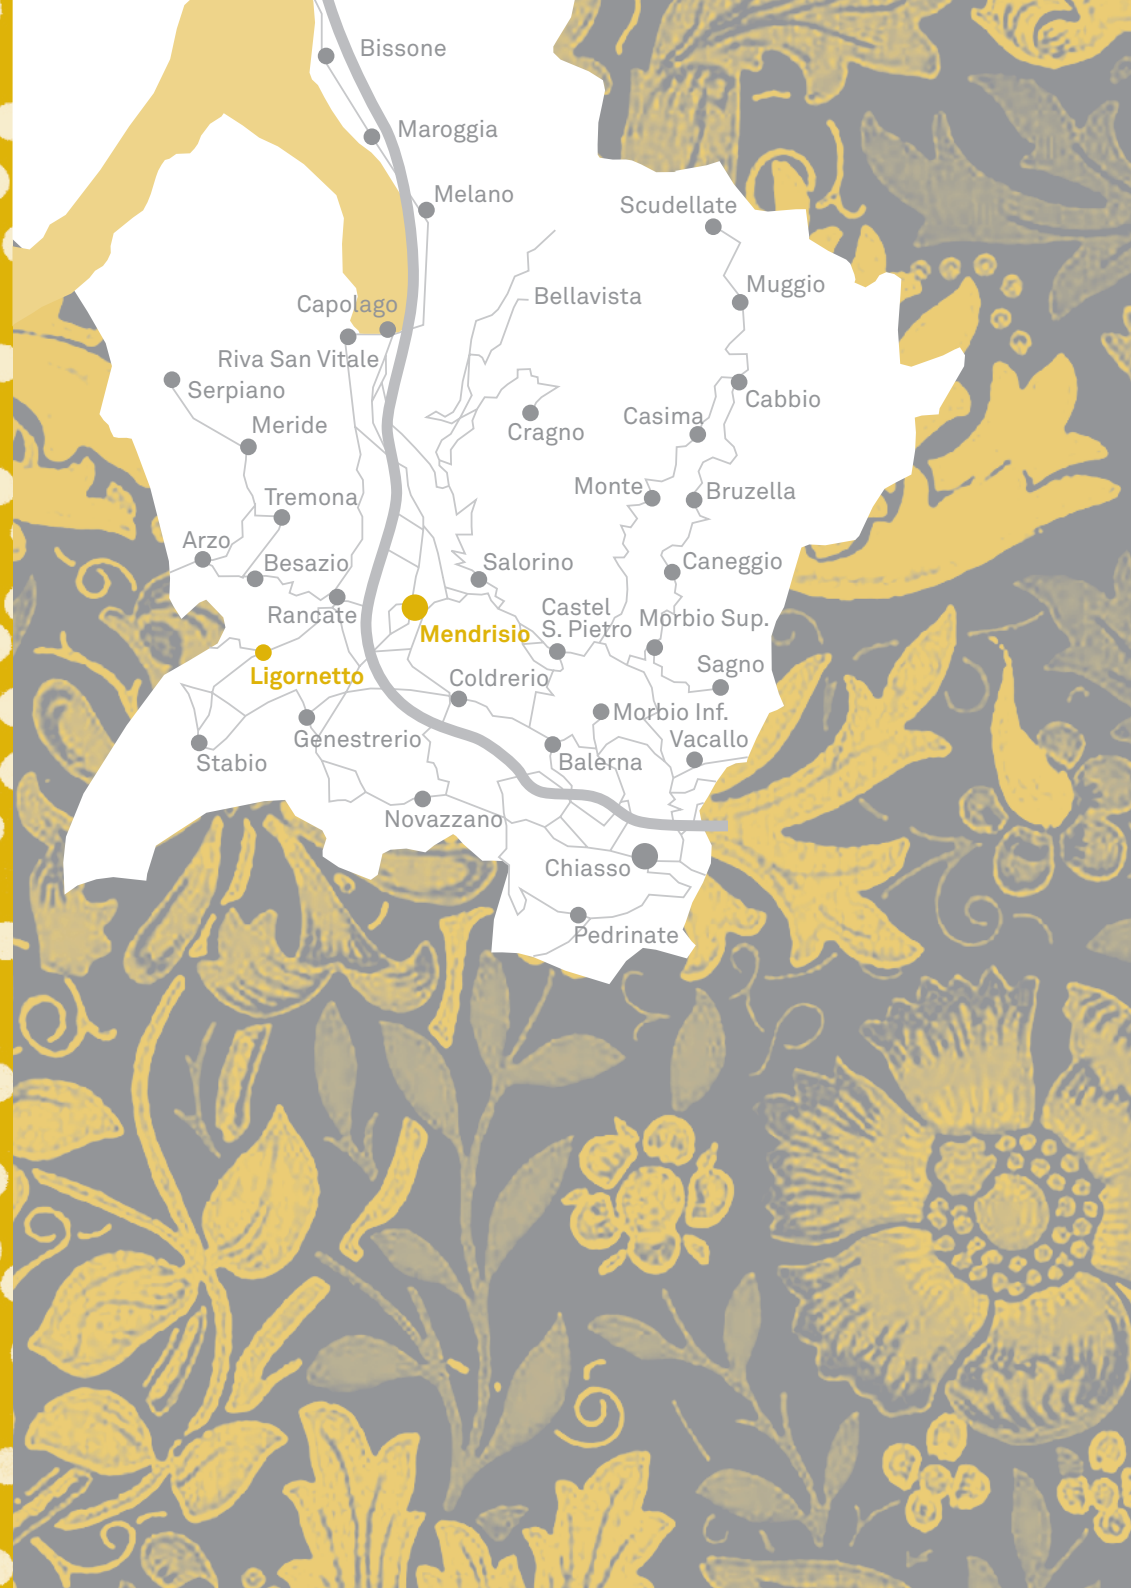 Bissone
Maroggia
Melano
Scudellate
Muggio
Bellavista
Capolago
Riva San Vitale
Serpiano
Cabbio
Casima
Meride
Cragno
Monte
Bruzella
Tremona
Arzo
Besazio
Salorino
Caneggio
Rancate
Castel
S. Pietro
Morbio Sup.
Mendrisio
Ligornetto
Sagno
Coldrerio
Morbio Inf.
Genestrerio
Vacallo
Stabio
Balerna
Novazzano
Chiasso
Pedrinate